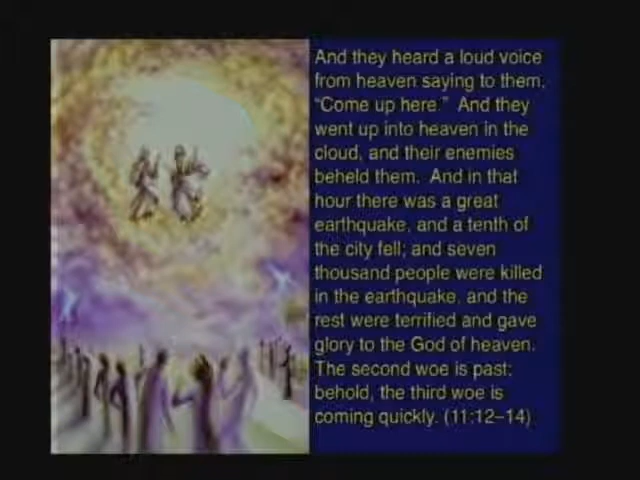 And they heard a loud voice
from heaven saying to them,
“Come up here.” And they
went up into heaven in the
cloud, and their enemies
beheld them. And in that
hour there was a great
earthquake, and a tenth of
the city fell; and seven
thousand people were killed
in the earthquake, and the
rest were terrified and gave
glory to the God of heaven.
The second woe is past;
behold, the third woe is
coming quickly. (11:12–14)